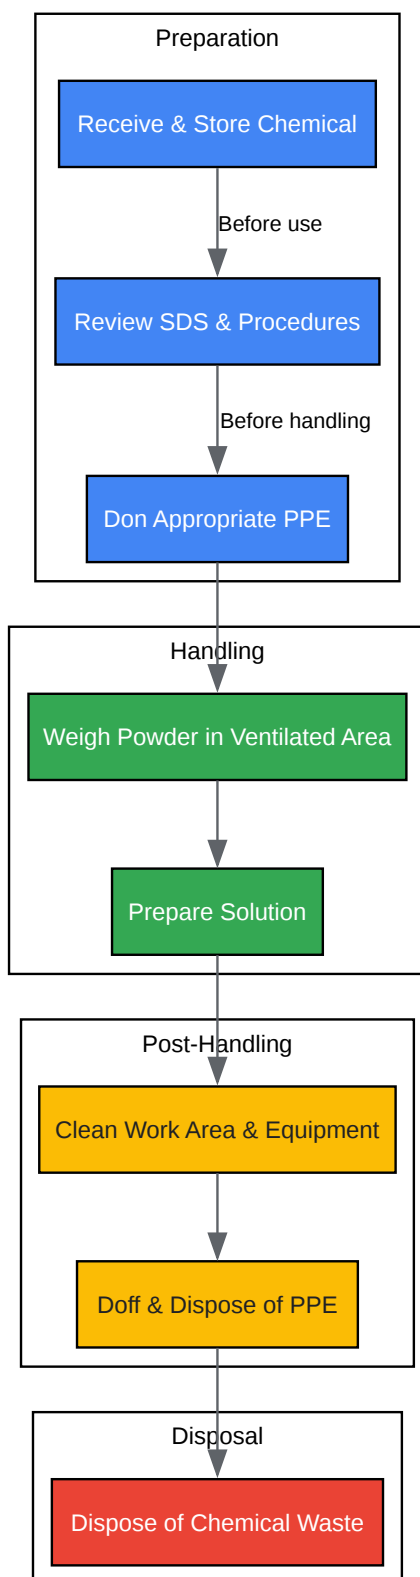 Preparation
Receive & Store Chemical
Before use
Review SDS & Procedures
Before handling
Don Appropriate PPE
Handling
Weigh Powder in Ventilated Area
Prepare Solution
Post-Handling
Clean Work Area & Equipment
Doff & Dispose of PPE
Disposal
Dispose of Chemical Waste